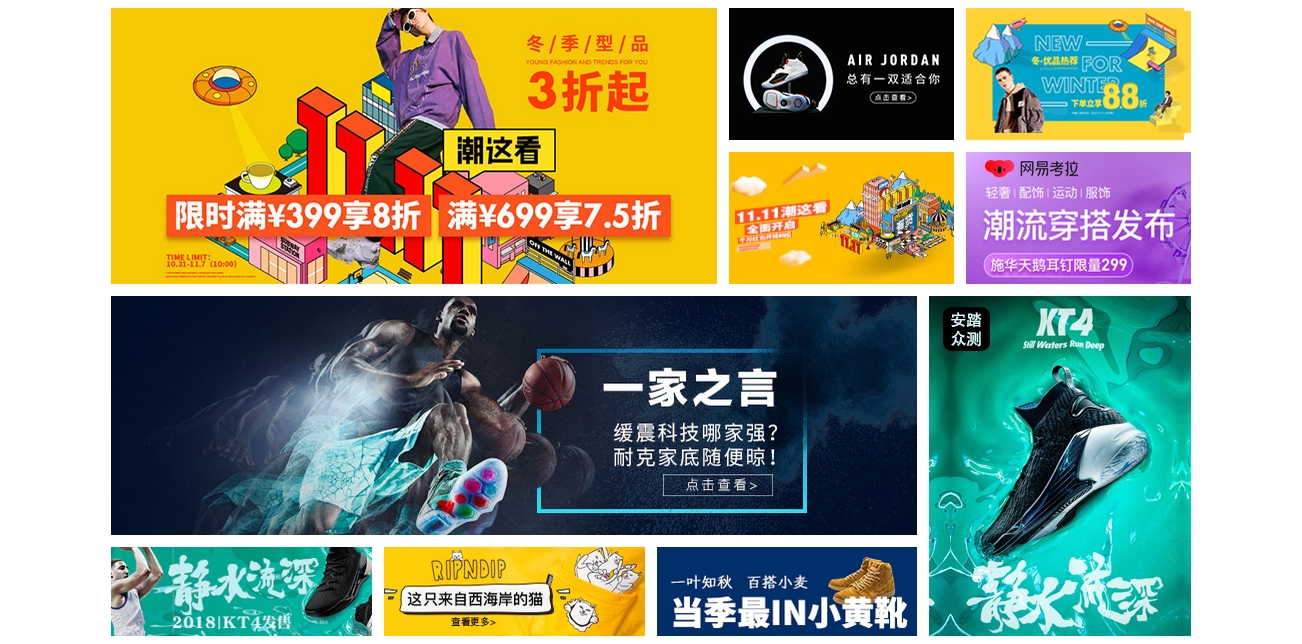 冬/季/型/品
YOUNG FASHION AND TRENDS FOR YOU
3折起
潮这看
限时满¥399享8折
满¥699享7.5折
TIME LIMIT:
10.31-11.7 (10:00)
OFF THE WALL
AIR JORDAN
总有一双适合你
点击查看>
NEW
冬·优品热荐
FOR
WINTER
下单立享8.8折
11.11潮这看
全面开启
网易考拉
轻奢|配饰|运动|服饰
潮流穿搭发布
施华天鹅耳钉限量299
一家之言
缓震科技哪家强?
耐克家底随便晾!
点击查看>
安踏
众测
KT4
Still Waters Run Deep
静水流深
静水流深
2018|KT4发售
RIPNDIP
这只来自西海岸的猫
查看更多>
一叶知秋 百搭小麦
当季最IN小黄靴